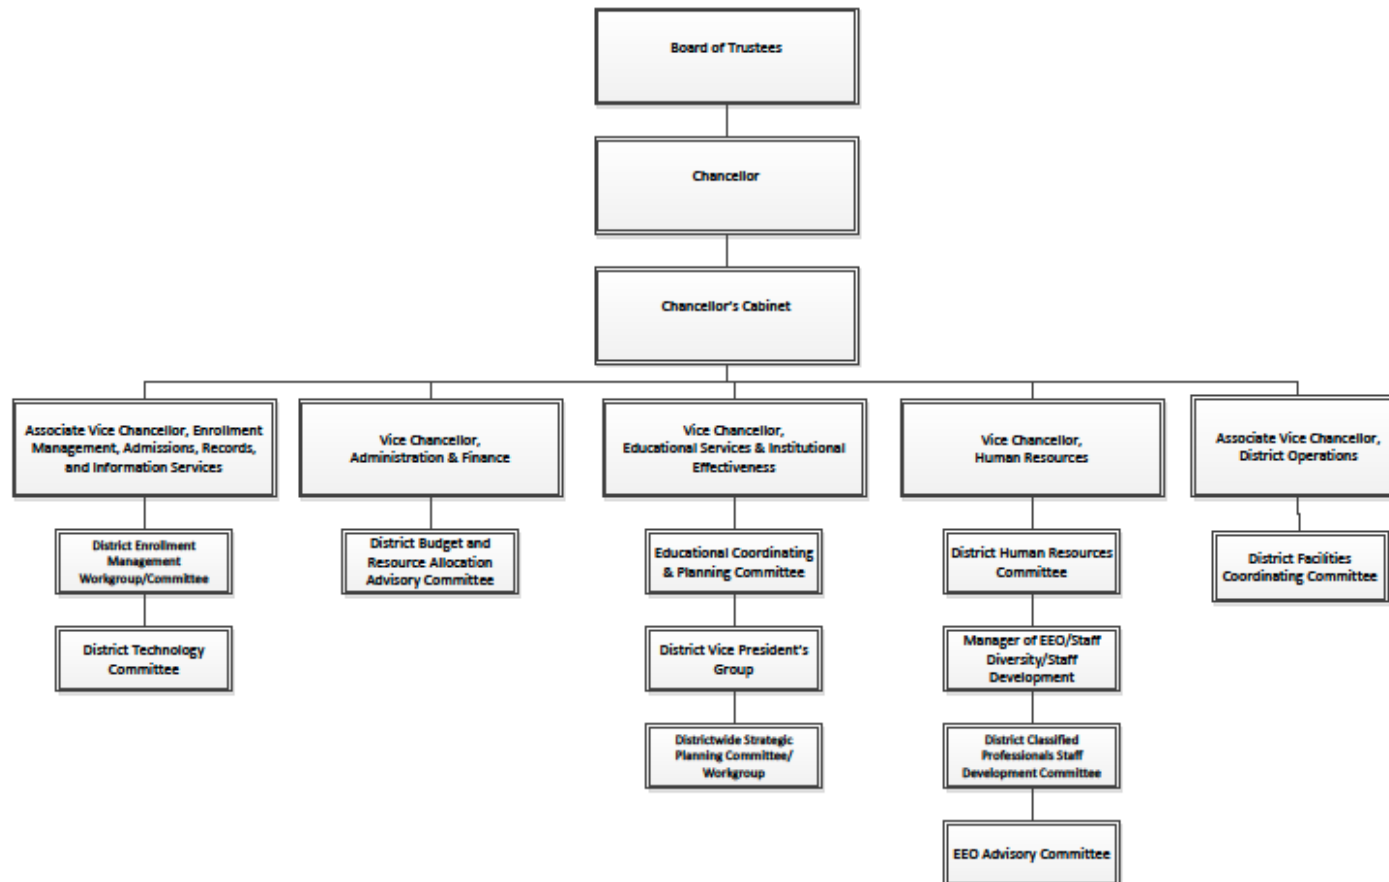 Board of Trustees
Chancellor
Chancellor's Cabinet
Associate Vice Chancellor, Enrollment
Management, Admissions, Records,
and Information Services
Vice Chancellor,
Administration & Finance
Vice Chancellor,
Educational Services & Institutional
Effectiveness
Vice Chancellor,
Human Resources
Associate Vice Chancellor,
District Operations
District Enrollment
Management
Workgroup/Committee
District Budget and
Resource Allocation
Advisory Committee
Educational Coordinating
& Planning Committee
District Human Resources
Committee
District Facilities
Coordinating Committee
District Technology
Committee
District Vice President's
Group
Manager of EEO/Staff
Diversity/Staff
Development
Districtwide Strategic
Planning Committee/
Workgroup
District Classified
Professionals Staff
Development Committee
EEO Advisory Committee